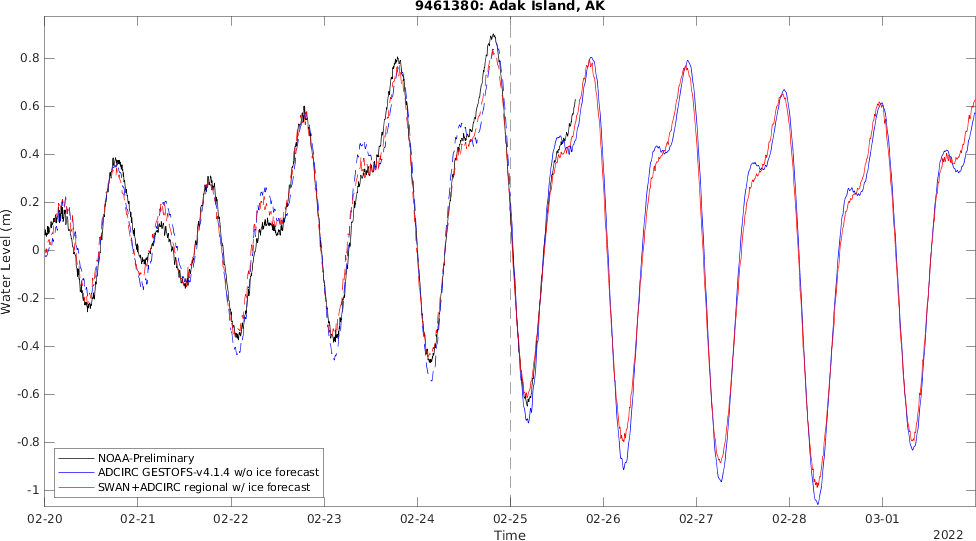 9461380: Adak Island, AK
Water Level (m)
0.8
0.6
0.4
0.2
0
-0.2
-0.4
-0.6
-0.8
-1
NOAA-Preliminary
ADCIRC GESTOFS-v4.1.4 w/o ice forecast
SWAN+ADCIRC regional w/ ice forecast
02-20 02-21 02-22 02-23 02-24 02-25 02-26 02-27 02-28 03-01
Time
2022